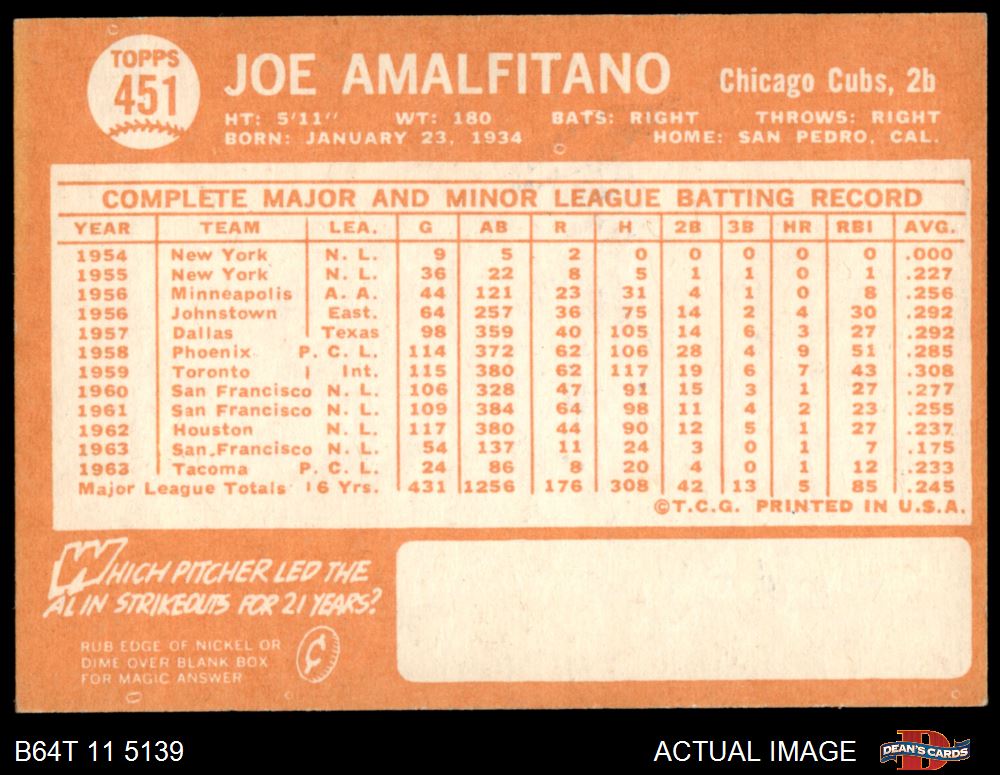 TOPPS
451
JOE AMALFITANO Chicago Cubs, 2b
HT: 5'11" WT: 180 BATS: RIGHT THROWS: RIGHT
BORN: JANUARY 23, 1934 HOME: SAN PEDRO, CAL.
COMPLETE MAJOR AND MINOR LEAGUE BATTING RECORD
YEAR TEAM LEA. G AB R H 2B 3B HR RBI AVG.
1954 New York N. L. 9 5 2 0 0 0 0 0 .000
1955 New York N. L. 36 22 8 5 1 1 0 1 .227
1956 Minneapolis A. A. 44 121 23 31 4 1 0 8 .256
1956 Johnstown East. 64 257 36 75 14 2 4 30 .292
1957 Dallas Texas 98 359 40 105 14 6 3 27 .292
1958 Phoenix P. C. L. 114 372 62 106 28 4 9 51 .285
1959 Toronto Int. 115 380 62 117 19 6 7 43 .308
1960 San Francisco N. L. 106 328 47 91 15 3 1 27 .277
1961 San Francisco N. L. 109 384 64 98 11 4 2 23 .255
1962 Houston N. L. 117 380 44 90 12 5 1 27 .237
1963 San Francisco N. L. 54 137 11 24 3 0 1 7 .175
1963 Tacoma P. C. L. 24 86 8 20 4 0 1 12 .233
Major League Totals 6 Yrs. 431 1256 176 308 42 13 5 85 .245
©T.C.G. PRINTED IN U.S.A.
WHICH PITCHER LED THE
AL IN STRIKEOUTS FOR 21 YEARS?
RUB EDGE OF NICKEL OR
DIME OVER BLANK BOX
FOR MAGIC ANSWER
¢
B64T 11 5139 ACTUAL IMAGE
D
DEAN'S CARDS